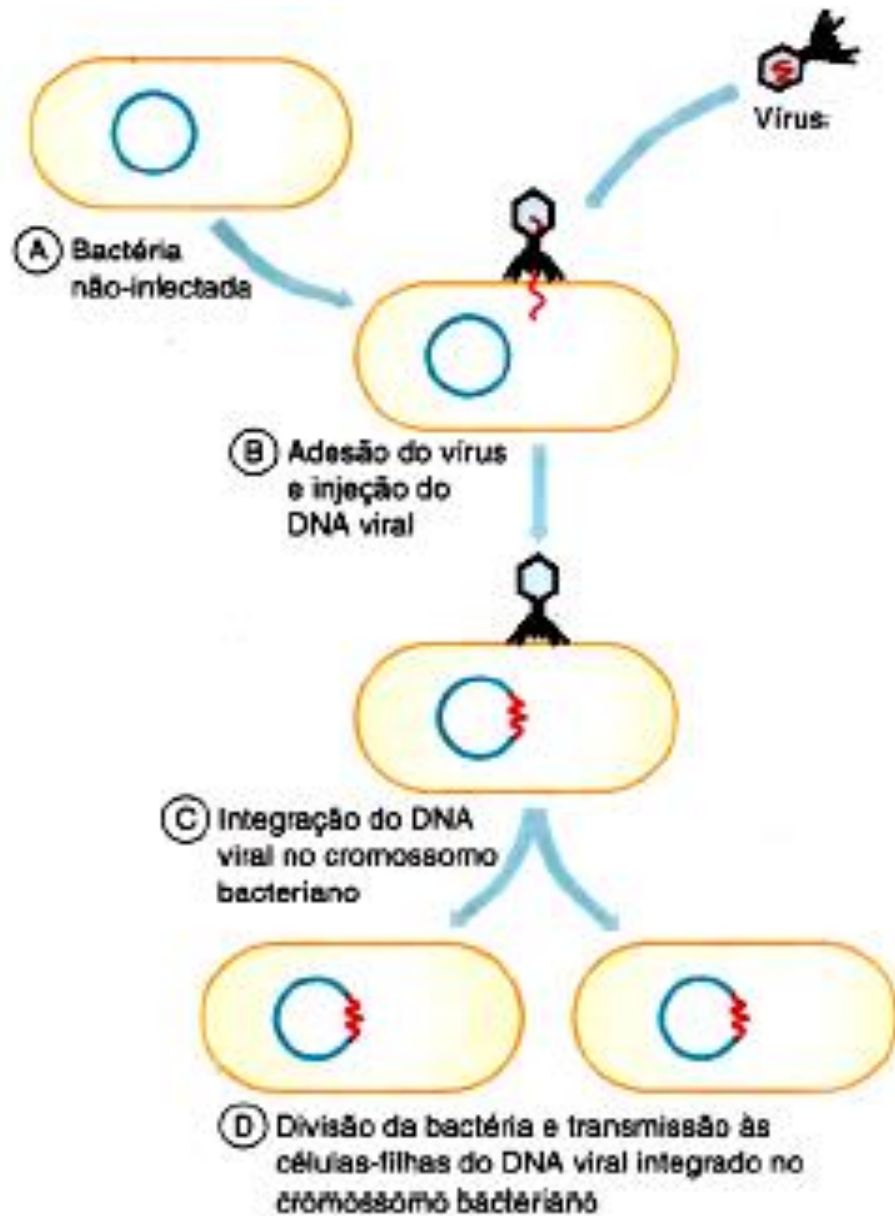 Vírus
A Bactéria
não-infectada
B Adesão do vírus
e injeção do
DNA viral
C Integração do DNA
viral no cromossomo
bacteriano
D Divisão da bactéria e transmissão às
células-filhas do DNA viral integrado no
cromossomo bacteriano